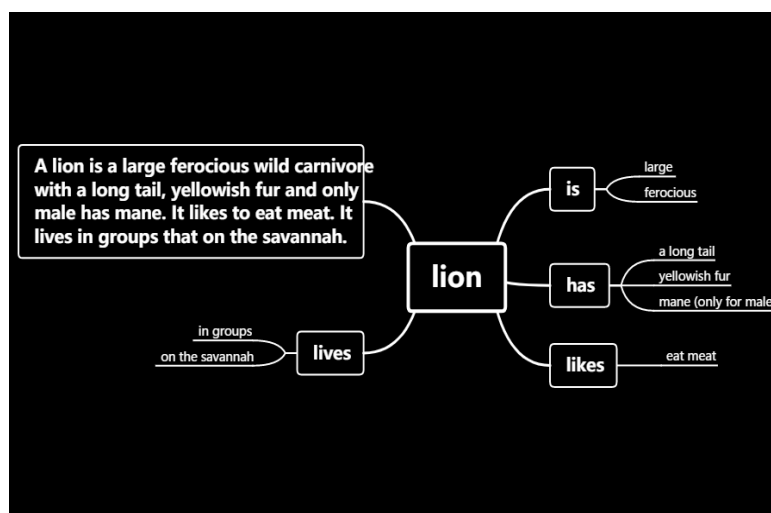 A lion is a large ferocious wild carnivore
with a long tail, yellowish fur and only
male has mane. It likes to eat meat. It
lives in groups that on the savannah.
lion
is
large
ferocious
has
a long tail
yellowish fur
mane (only for male
likes
eat meat
lives
in groups
on the savannah